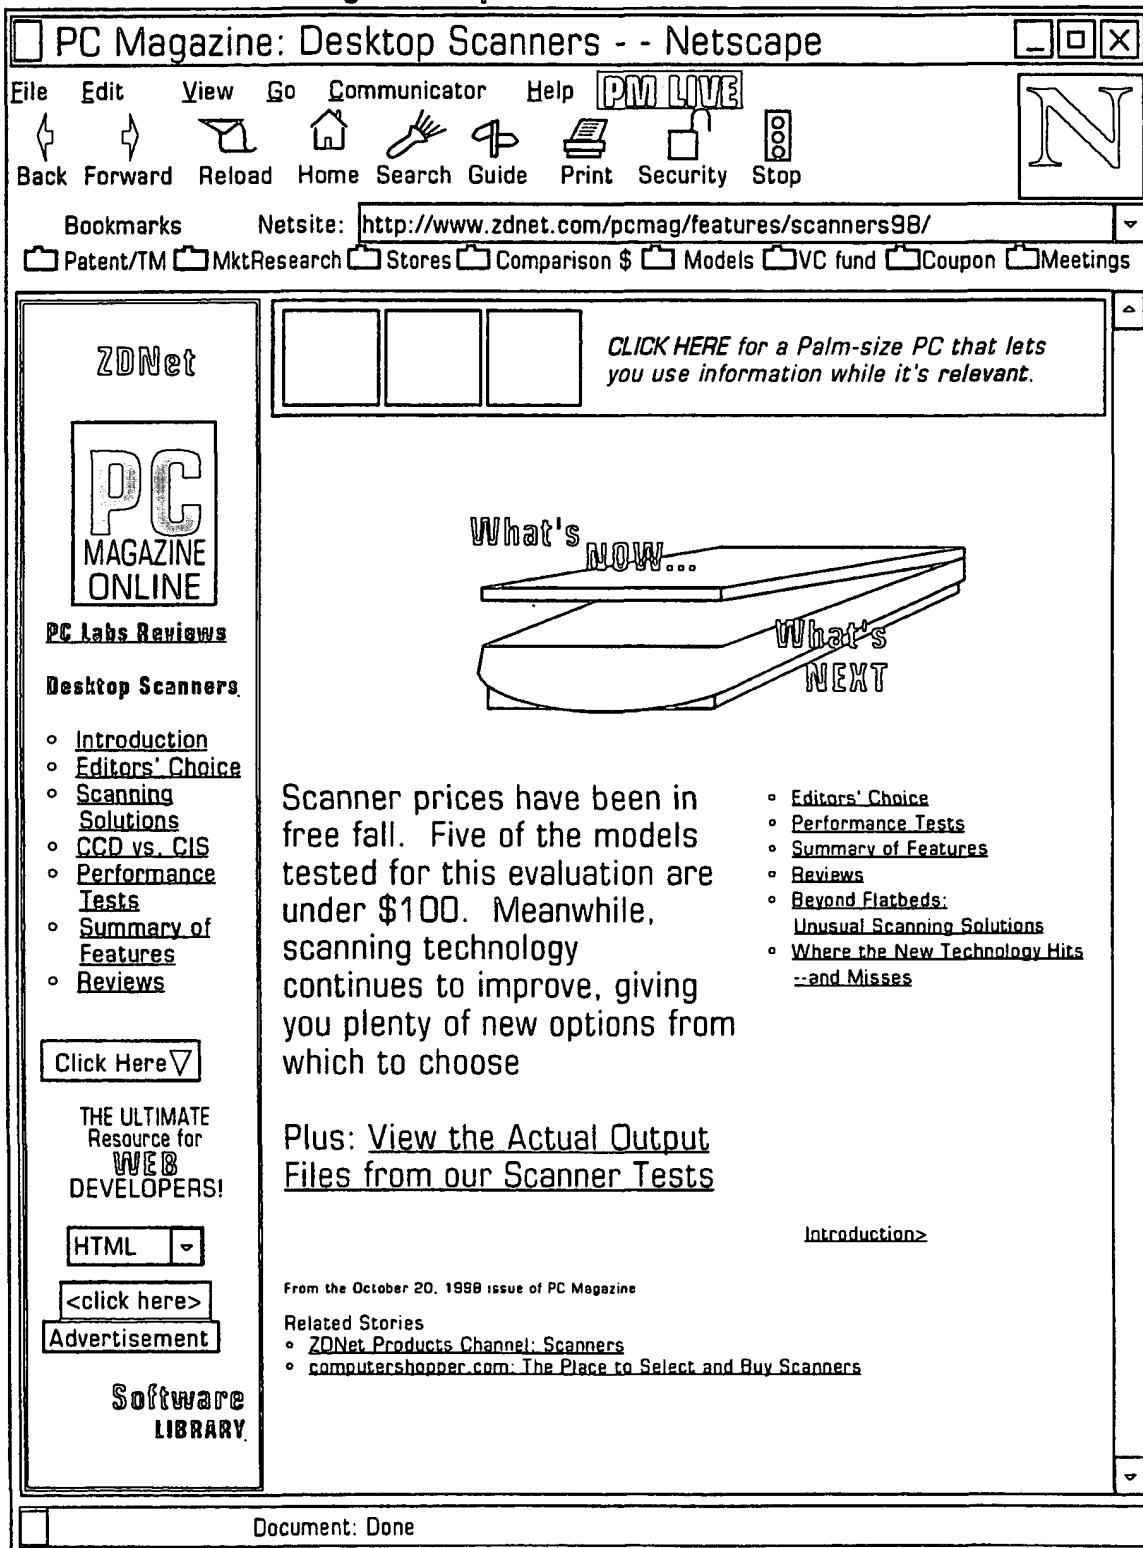 PC Magazine: Desktop Scanners - - Netscape
File Edit View Go Communicator Help PM LIVE
N
Back Forward Reload Home Search Guide Print Security Stop
Bookmarks Netsite: http://www.zdnet.com/pcmag/features/scanners98/
Patent/TM MktResearch Stores Comparison $ Models VC fund Coupon Meetings
ZDNet
PC
MAGAZINE
ONLINE
PC Labs Reviews
Desktop Scanners
Introduction
Editors' Choice
Scanning
Solutions
CCD vs. CIS
Performance
Tests
Summary of
Features
Reviews
Click Here
THE ULTIMATE
Resource for
WEB
DEVELOPERS!
HTML
<click here>
Advertisement
Software
LIBRARY
CLICK HERE for a Palm-size PC that lets
you use information while it's relevant.
What's
NOW...
What's
NEXT
Scanner prices have been in
free fall. Five of the models
tested for this evaluation are
under $100. Meanwhile,
scanning technology
continues to improve, giving
you plenty of new options from
which to choose
Plus: View the Actual Output
Files from our Scanner Tests
Editors' Choice
Performance Tests
Summary of Features
Reviews
Beyond Flatbeds:
Unusual Scanning Solutions
Where the New Technology Hits
--and Misses
Introduction>
From the October 20, 1998 issue of PC Magazine
Related Stories
ZDNet Products Channel: Scanners
computershopper.com: The Place to Select and Buy Scanners
Document: Done